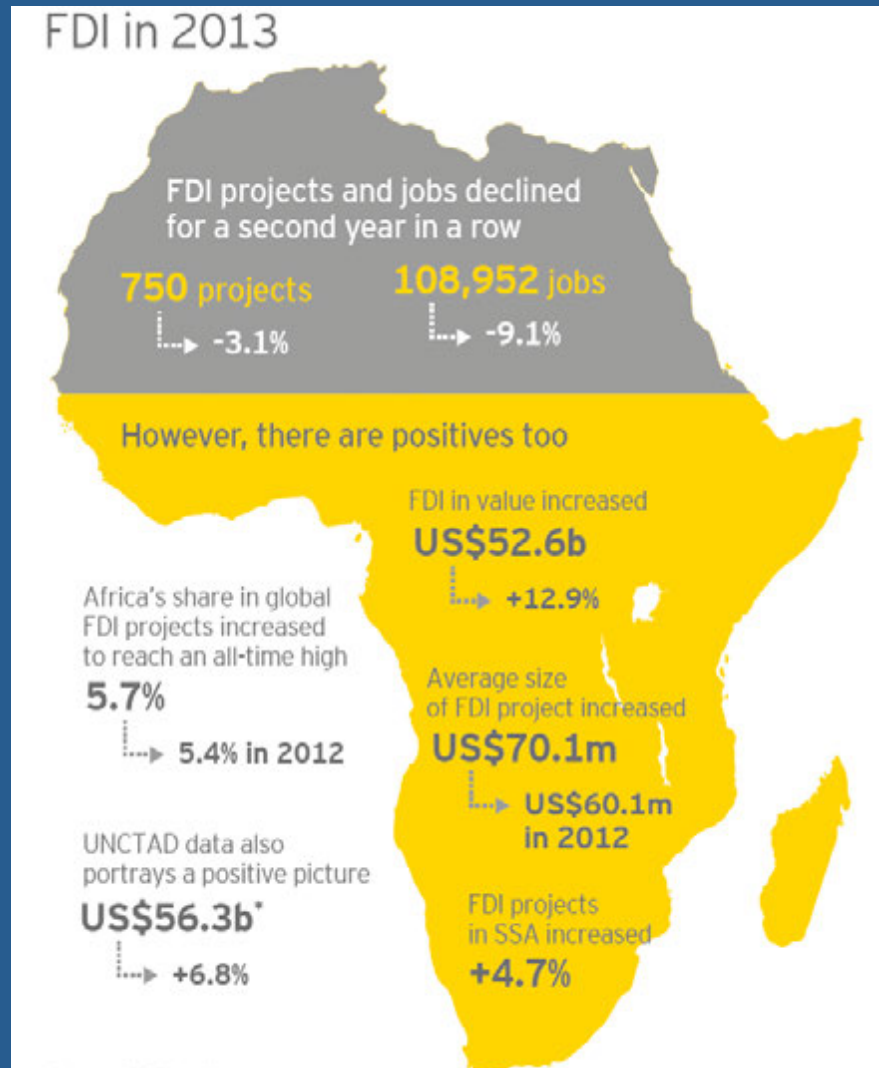 FDI in 2013
FDI projects and jobs declined
for a second year in a row
750 projects
-3.1%
108,952 jobs
-9.1%
However, there are positives too
FDI in value increased
US$52.6b
+12.9%
Africa's share in global
FDI projects increased
to reach an all-time high
5.7%
5.4% in 2012
Average size
of FDI project increased
US$70.1m
US$60.1m
in 2012
UNCTAD data also
portrays a positive picture
US$56.3b*
+6.8%
FDI projects
in SSA increased
+4.7%